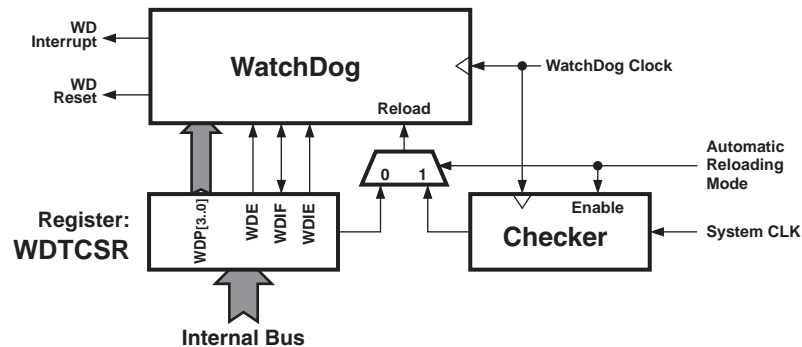 WD
Interrupt
WatchDog
WatchDog Clock
WD
Reset
Reload
Automatic
Reloading
Mode
0 1
Register:
WDTCSR
WDP[3..0]
WDE
WDIF
WDIE
Enable
Checker
System CLK
Internal Bus